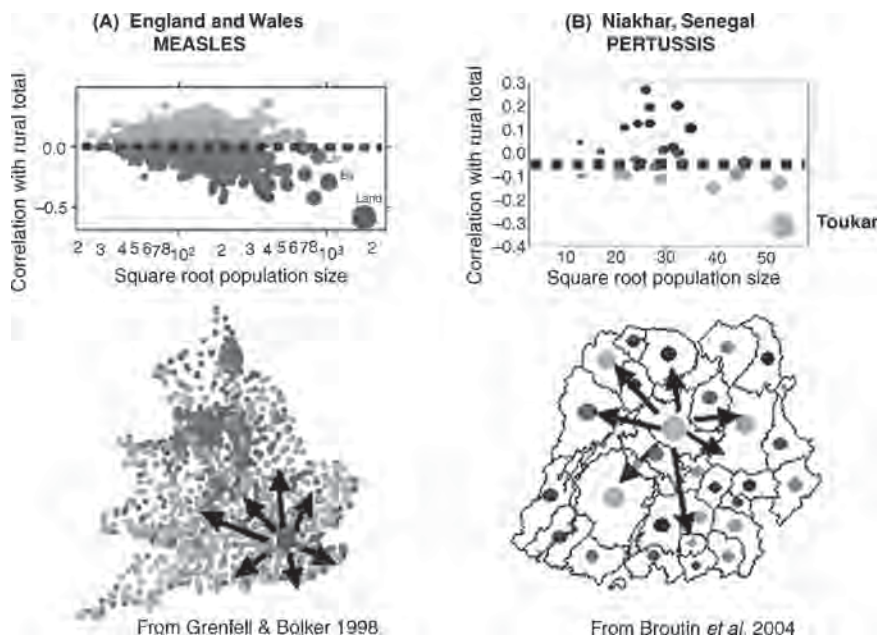 (A) England and Wales
MEASLES
Correlation with rural total
0.0
−0.5
2 3 4 5 6 7 8 10² 2 3 4 5 6 7 8 10³ 2
Square root population size
From Grenfell & Bolker 1998
(B) Niakhar, Senegal
PERTUSSIS
Correlation with rural total
0.3
0.2
0.1
0.0
−0.1
−0.2
−0.3
−0.4
Toukar
10 20 30 40 50
Square root population size
From Broutin et al. 2004